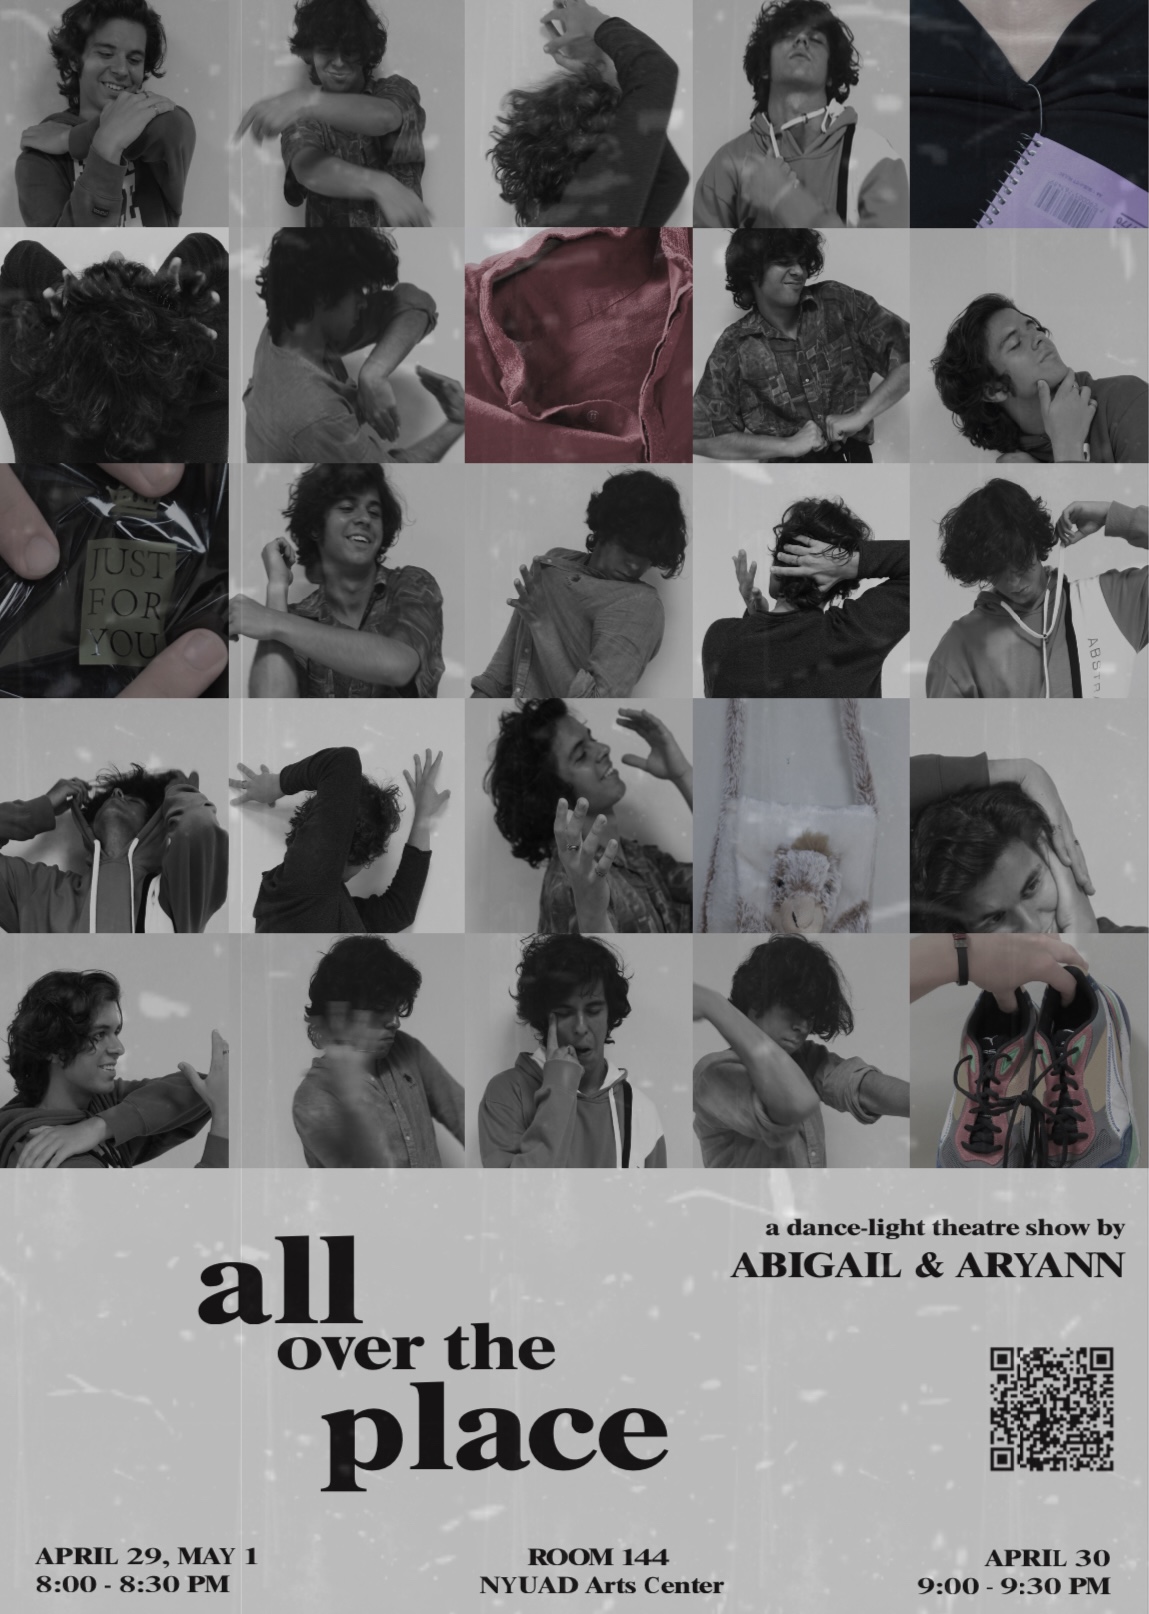 JUST
FOR
YOU
ABSTRA
a dance-light theatre show by
ABIGAIL & ARYANN
all
over the
place
APRIL 29, MAY 1
8:00 - 8:30 PM
ROOM 144
NYUAD Arts Center
APRIL 30
9:00 - 9:30 PM